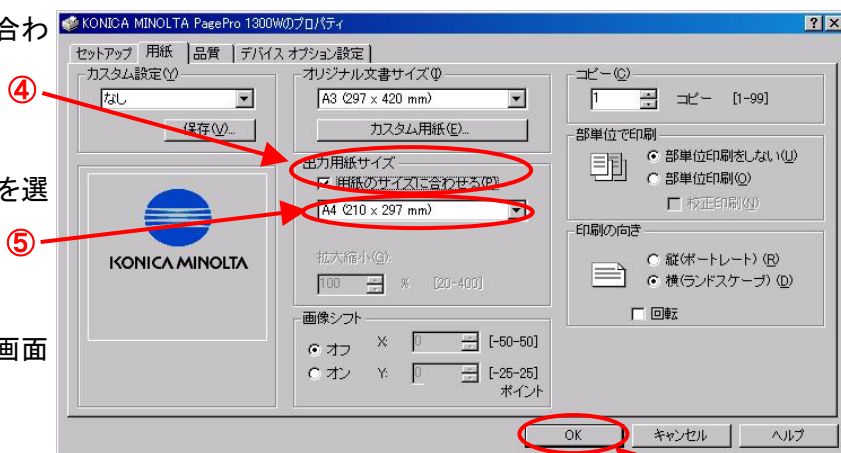 合わ
④
を選
⑤
画面
KONICA MINOLTA PagePro 1300Wのプロパティ
セットアップ 用紙 品質 デバイス オプション設定
カスタム設定(Y)
なし
保存(V)...
KONICA MINOLTA
オリジナル文書サイズ(I)
A3 (297 x 420 mm)
カスタム用紙(E)...
出力用紙サイズ
用紙のサイズに合わせる(P)
A4 (210 x 297 mm)
拡大縮小(G):
100 % [20-400]
画像シフト
オフ X: 0 [-50-50]
オン Y: 0 [-25-25]
ポイント
コピー(C)
1 コピー [1-99]
部単位で印刷
部単位印刷をしない(U)
部単位印刷(O)
校正印刷(N)
印刷の向き
縦(ポートレート) (R)
横(ランドスケープ) (D)
回転
OK キャンセル ヘルプ